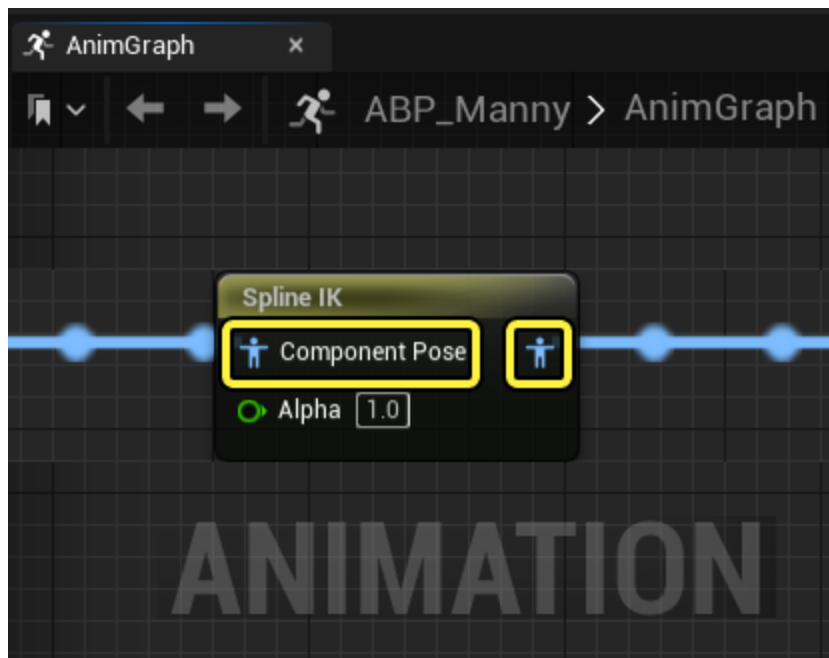 AnimGraph ×
ABP_Manny > AnimGraph
Spline IK
Component Pose
Alpha 1.0
ANIMATION